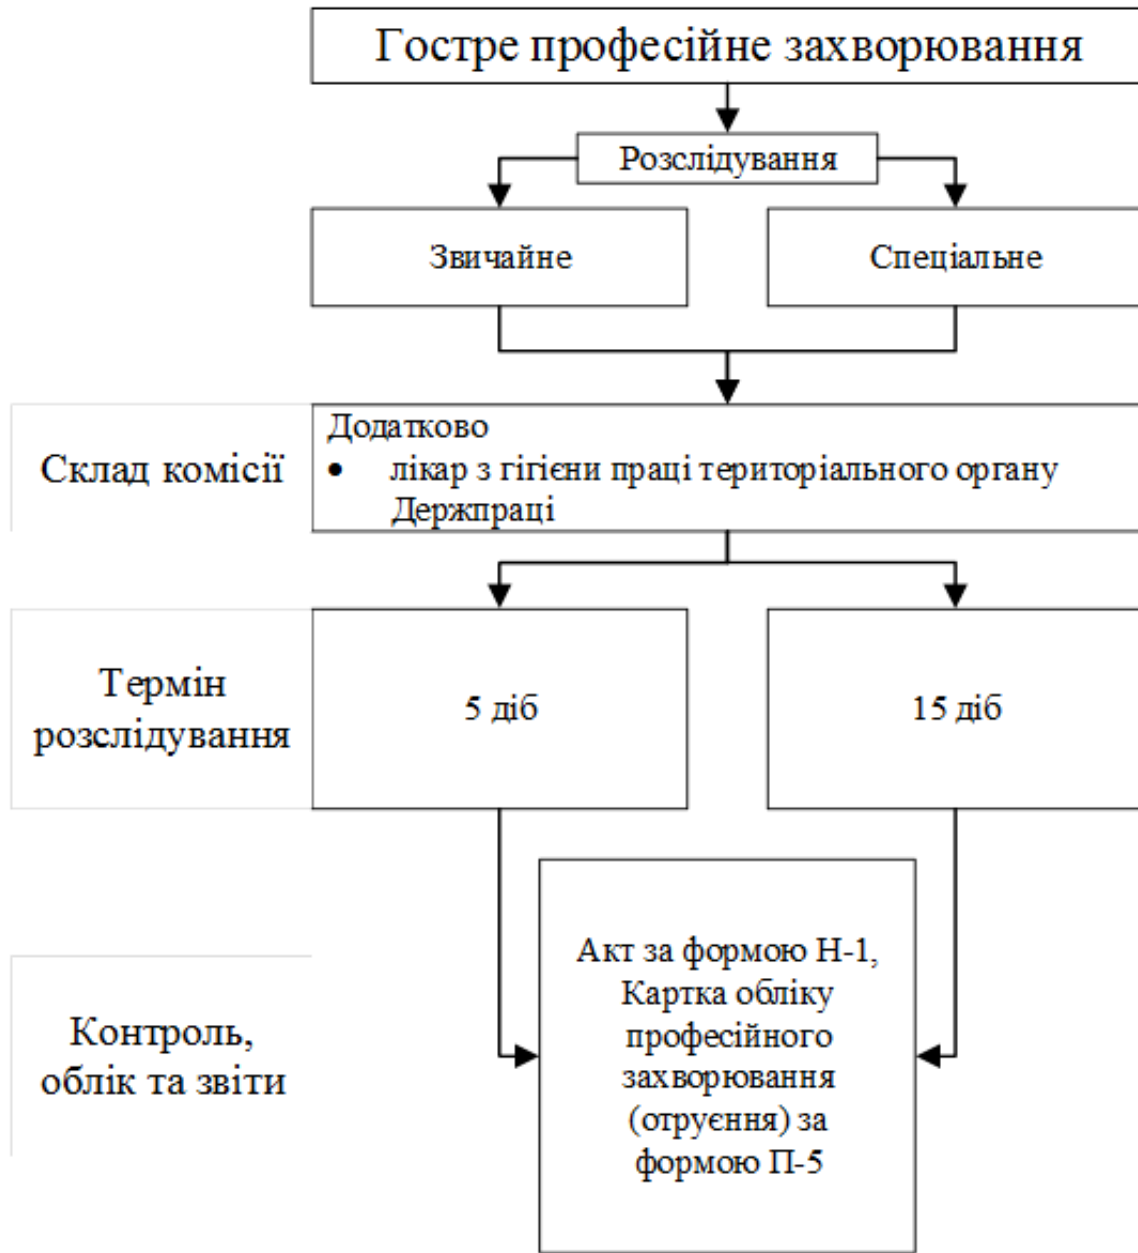 Гостре професійне захворювання
Розслідування
Звичайне
Спеціальне
Склад комісії
Додатково
• лікар з гігієни праці територіального органу
Держпраці
Термін
розслідування
5 діб
15 діб
Контроль,
облік та звіти
Акт за формою Н-1,
Картка обліку
професійного
захворювання
(отруєння) за
формою П-5